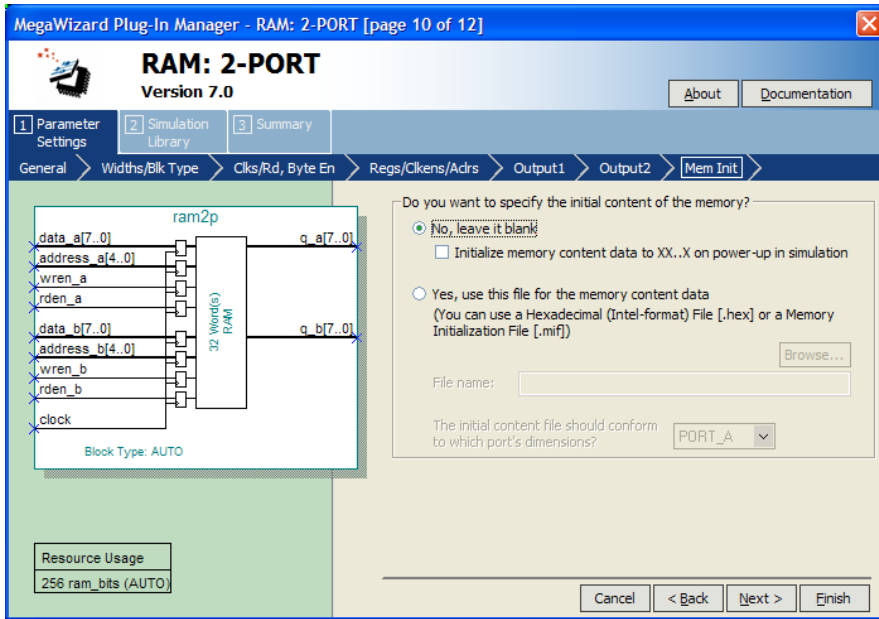 MegaWizard Plug-In Manager - RAM: 2-PORT [page 10 of 12]
RAM: 2-PORT
Version 7.0
About
Documentation
1 Parameter Settings
2 Simulation Library
3 Summary
General
Widths/Blk Type
Clks/Rd, Byte En
Regs/Clkens/Adrs
Output1
Output2
Mem Init
ram2p
data_a[7..0]
address_a[4..0]
wren_a
rden_a
data_b[7..0]
address_b[4..0]
wren_b
rden_b
clock
32 Word(s)
RAM
q_a[7..0]
q_b[7..0]
Block Type: AUTO
Resource Usage
256 ram_bits (AUTO)
Do you want to specify the initial content of the memory?
No, leave it blank
Initialize memory content data to XX..X on power-up in simulation
Yes, use this file for the memory content data
(You can use a Hexadecimal (Intel-format) File [.hex] or a Memory
Initialization File [.mif])
Browse...
File name:
The initial content file should conform
to which port's dimensions?
PORT_A
Cancel
< Back
Next >
Finish